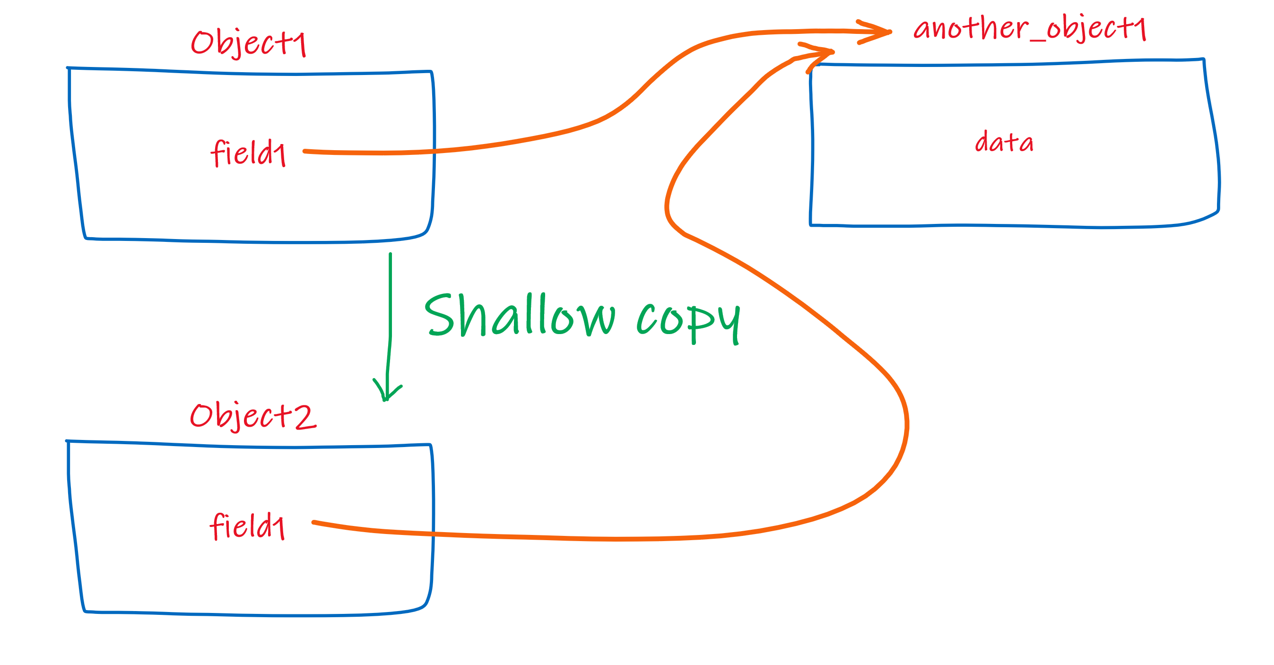 Object1
another_object1
field1
data
Shallow copy
Object2
field1